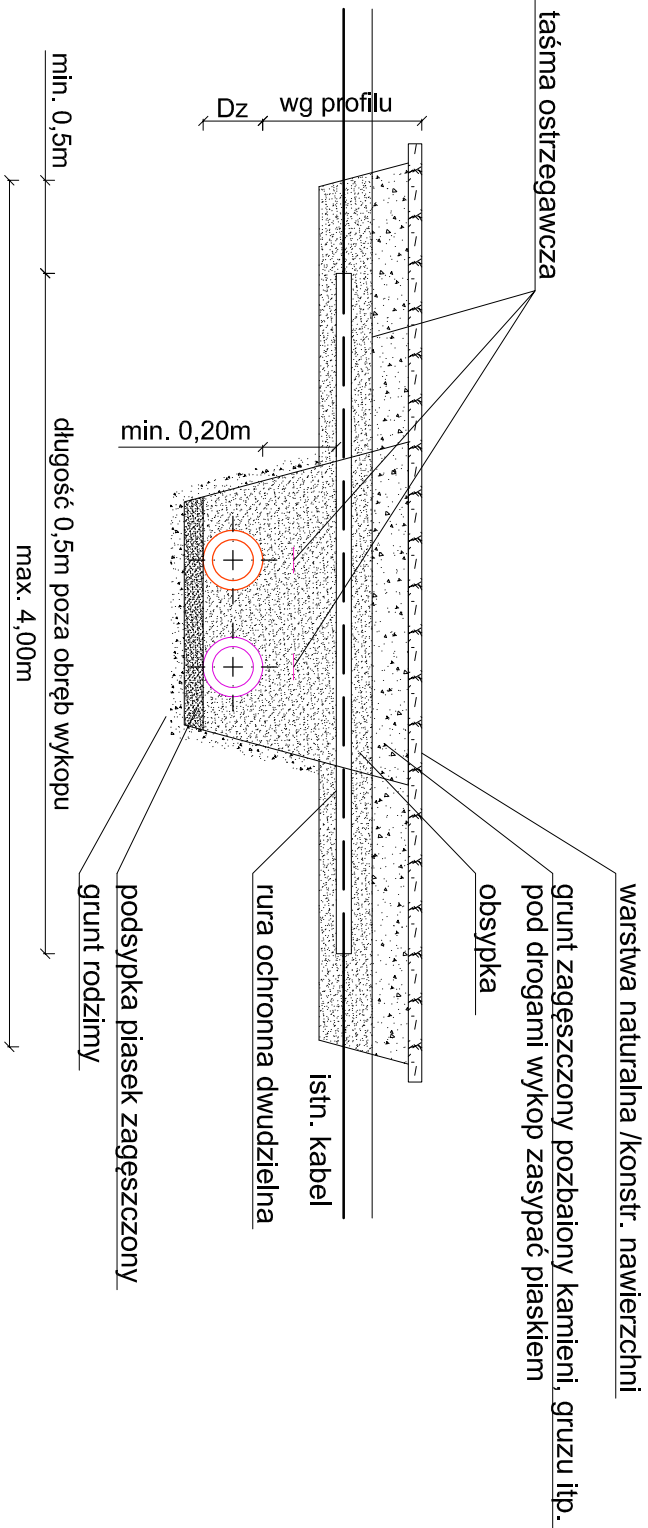 taśma ostrzegawcza
warstwa naturalna /konstr. nawierzchni
grunt zagęszczony pozbaiony kamieni, gruzu itp.
pod drogami wykop zasypać piaskiem
obsypka
istn. kabel
rura ochronna dwudzielna
podsypka piasek zagęszczony
grunt rodzimy
wg profilu
Dz
min. 0,20m
min. 0,5m
długość 0,5m poza obręb wykopu
max. 4,00m